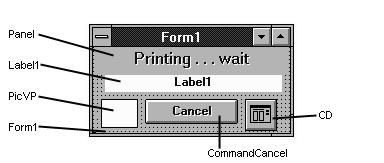 Form1
Panel
Printing . . . wait
Label1
Label1
PicVP
Cancel
CD
Form1
CommandCancel